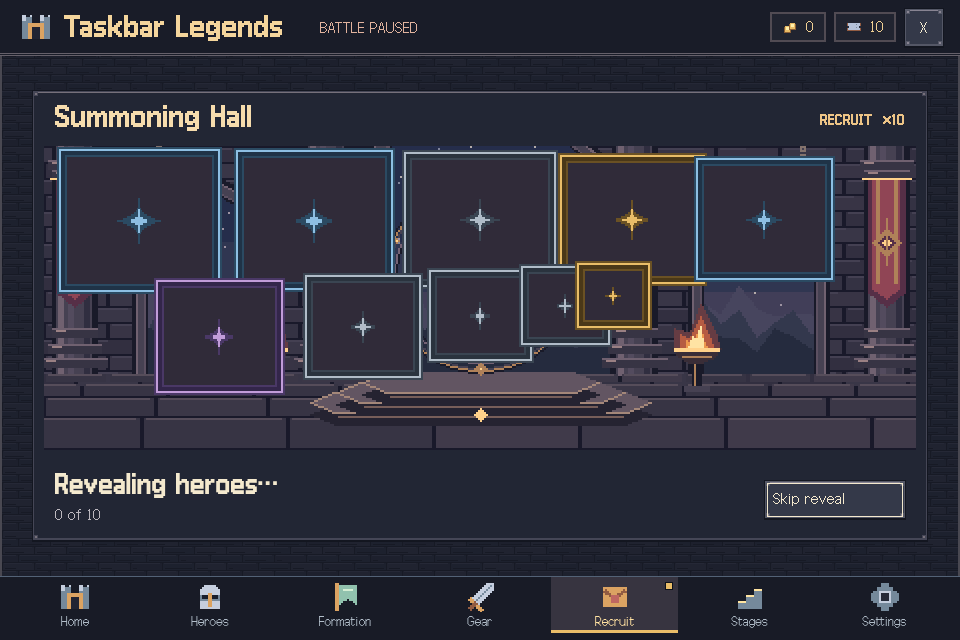 Taskbar Legends
BATTLE PAUSED
0
10
X
Summoning Hall
RECRUIT ×10
Revealing heroes···
0 of 10
Skip reveal
Home
Heroes
Formation
Gear
Recruit
Stages
Settings